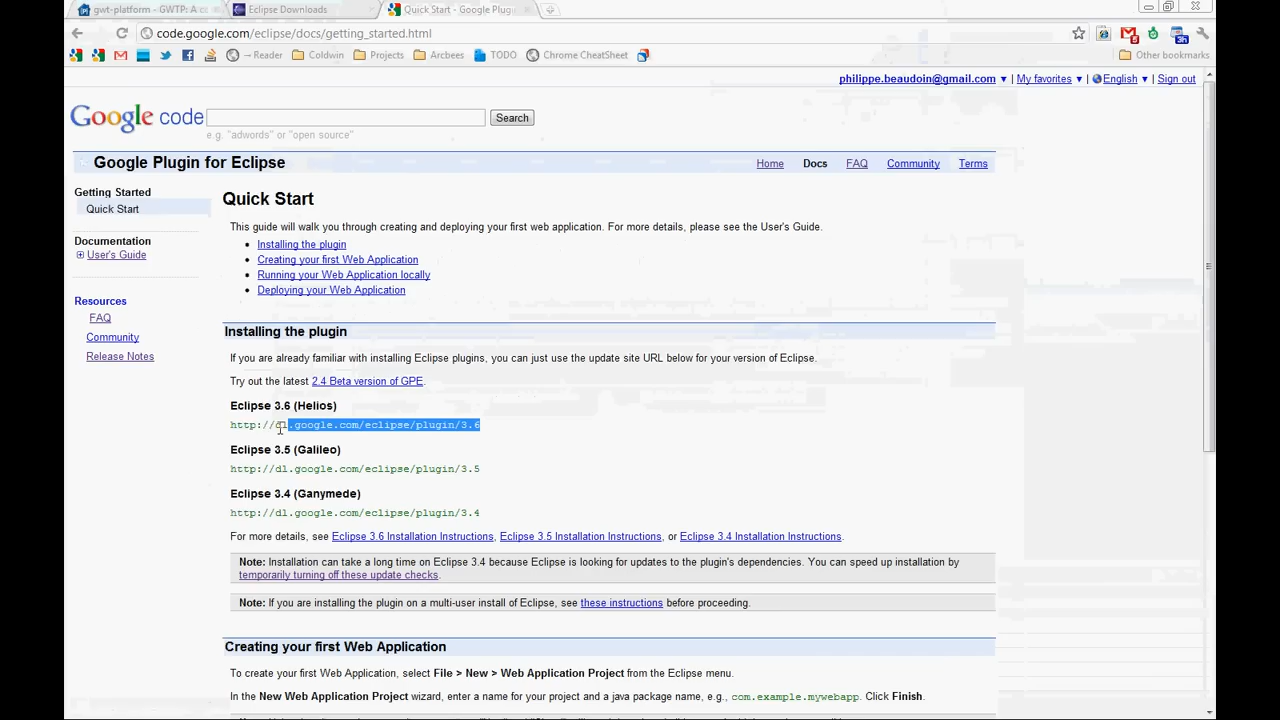 gwt-platform - GWTP: A c
Eclipse Downloads
Quick Start - Google Plugi
code.google.com/eclipse/docs/getting_started.html
→ Reader Coldwin Projects Arcbees TODO Chrome CheatSheet Other bookmarks
philippe.beaudoin@gmail.com ▼ | My favorites ▼ | English ▼ | Sign out
Google code Search
e.g. "adwords" or "open source"
Google Plugin for Eclipse Home Docs FAQ Community Terms
Getting Started
Quick Start
Documentation
User's Guide
Resources
FAQ
Community
Release Notes
Quick Start
This guide will walk you through creating and deploying your first web application. For more details, please see the User's Guide.
• Installing the plugin
• Creating your first Web Application
• Running your Web Application locally
• Deploying your Web Application
Installing the plugin
If you are already familiar with installing Eclipse plugins, you can just use the update site URL below for your version of Eclipse.
Try out the latest 2.4 Beta version of GPE.
Eclipse 3.6 (Helios)
http://dl.google.com/eclipse/plugin/3.6
Eclipse 3.5 (Galileo)
http://dl.google.com/eclipse/plugin/3.5
Eclipse 3.4 (Ganymede)
http://dl.google.com/eclipse/plugin/3.4
For more details, see Eclipse 3.6 Installation Instructions, Eclipse 3.5 Installation Instructions, or Eclipse 3.4 Installation Instructions.
Note: Installation can take a long time on Eclipse 3.4 because Eclipse is looking for updates to the plugin's dependencies. You can speed up installation by
temporarily turning off these update checks.
Note: If you are installing the plugin on a multi-user install of Eclipse, see these instructions before proceeding.
Creating your first Web Application
To create your first Web Application, select File > New > Web Application Project from the Eclipse menu.
In the New Web Application Project wizard, enter a name for your project and a java package name, e.g., com.example.mywebapp. Click Finish.